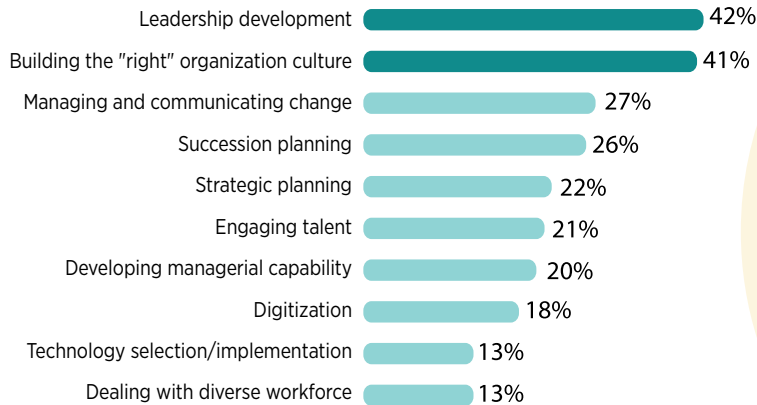 Leadership development 42%
Building the "right" organization culture 41%
Managing and communicating change 27%
Succession planning 26%
Strategic planning 22%
Engaging talent 21%
Developing managerial capability 20%
Digitization 18%
Technology selection/implementation 13%
Dealing with diverse workforce 13%